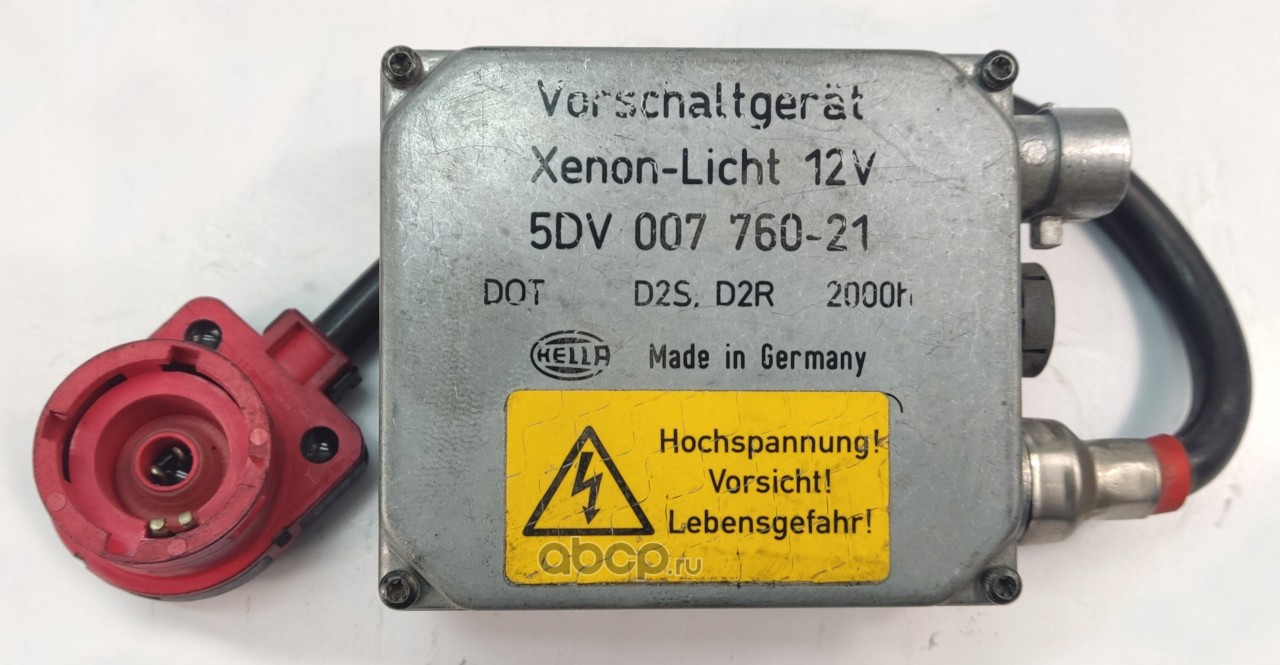 Vorschaltgerät
Xenon-Licht 12V
5DV 007 760-21
DOT D2S, D2R 2000h
HELLA Made in Germany
Hochspannung!
Vorsicht!
Lebensgefahr!
abcp.ru